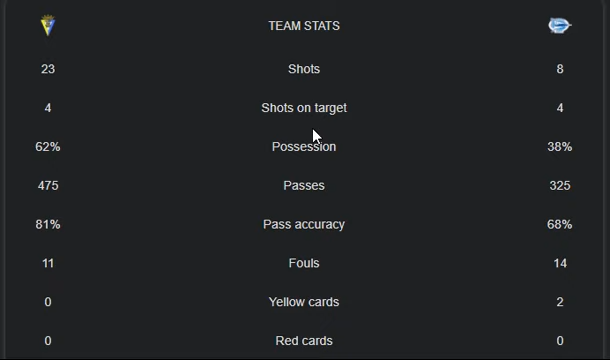 TEAM STATS
23 Shots 8
4 Shots on target 4
62% Possession 38%
475 Passes 325
81% Pass accuracy 68%
11 Fouls 14
0 Yellow cards 2
0 Red cards 0